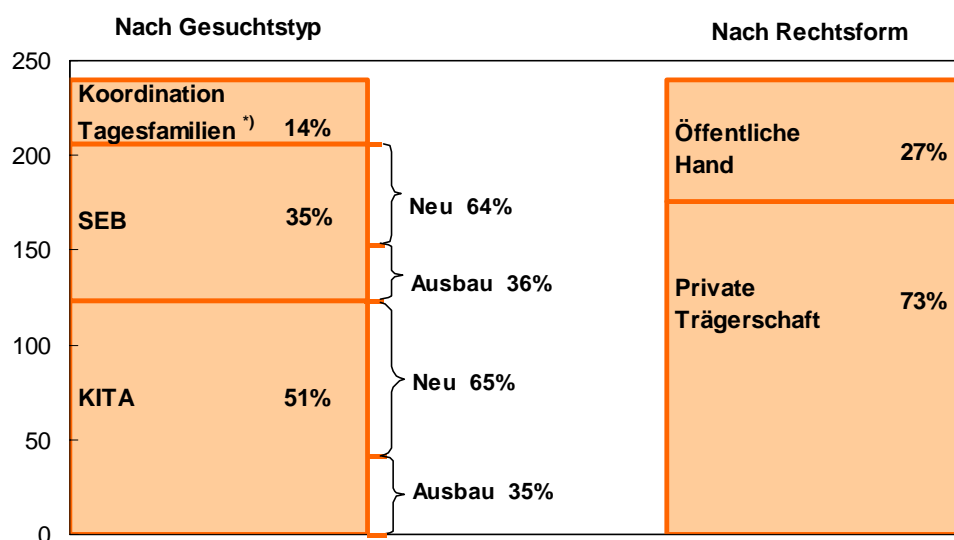 Nach Gesuchtstyp
Nach Rechtsform
250
200
150
100
50
0
Koordination
Tagesfamilien *) 14%
SEB 35%
KITA 51%
Neu 64%
Ausbau 36%
Neu 65%
Ausbau 35%
Öffentliche
Hand 27%
Private
Trägerschaft 73%